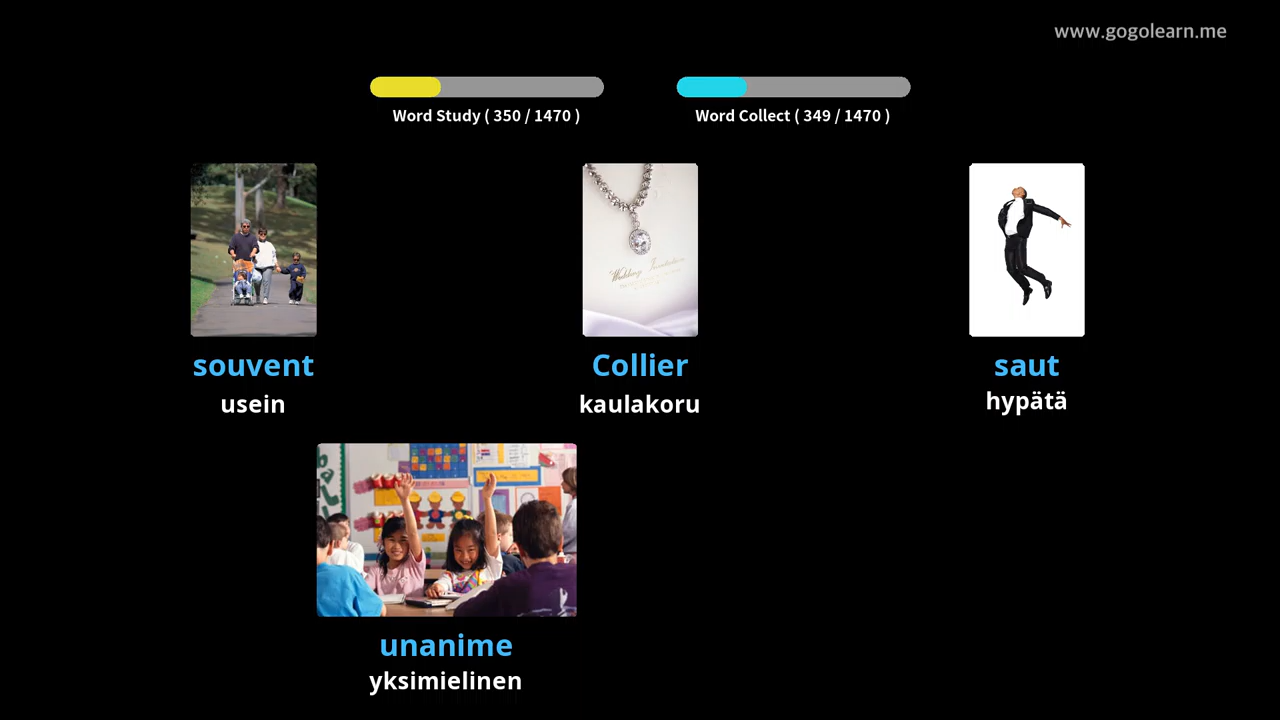 www.gogolearn.me
Word Study ( 350 / 1470 )
Word Collect ( 349 / 1470 )
souvent
usein
Collier
kaulakoru
saut
hypätä
unanime
yksimielinen